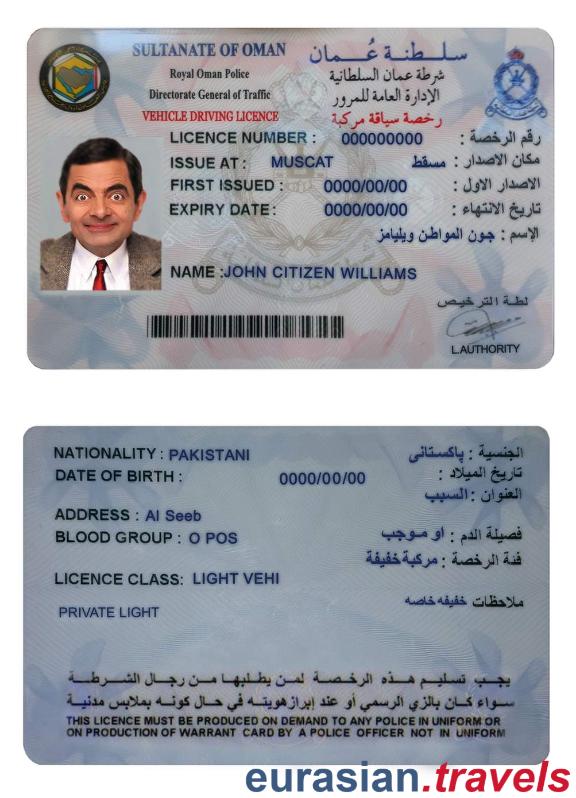 SULTANATE OF OMAN سلطنة عُمان
Royal Oman Police شرطة عمان السلطانية
Directorate General of Traffic الإدارة العامة للمرور
VEHICLE DRIVING LICENCE رخصة سياقة مركبة
LICENCE NUMBER : 000000000 رقم الرخصة :
ISSUE AT : MUSCAT مسقط مكان الاصدار :
FIRST ISSUED : 0000/00/00 الاصدار الاول :
EXPIRY DATE : 0000/00/00 تاريخ الانتهاء :
الإسم : جون المواطن ويليامز
NAME :JOHN CITIZEN WILLIAMS
L.AUTHORITY
NATIONALITY : PAKISTANI الجنسية : پاکستانی
DATE OF BIRTH : 0000/00/00 تاريخ الميلاد :
العنوان : السيب
ADDRESS : Al Seeb
BLOOD GROUP : O POS فصيلة الدم : او موجب
فئة الرخصة : مركبة خفيفة
LICENCE CLASS: LIGHT VEHI
PRIVATE LIGHT ملاحظات خفيفه خاصه
يجب تسليم هذه الرخصة لمن يطلبها من رجال الشرطة
سواء كان بالزي الرسمي أو عند إبراز هويته في حال كونه بملابس مدنية
THIS LICENCE MUST BE PRODUCED ON DEMAND TO ANY POLICE IN UNIFORM OR
ON PRODUCTION OF WARRANT CARD BY A POLICE OFFICER NOT IN UNIFORM
eurasian.travels